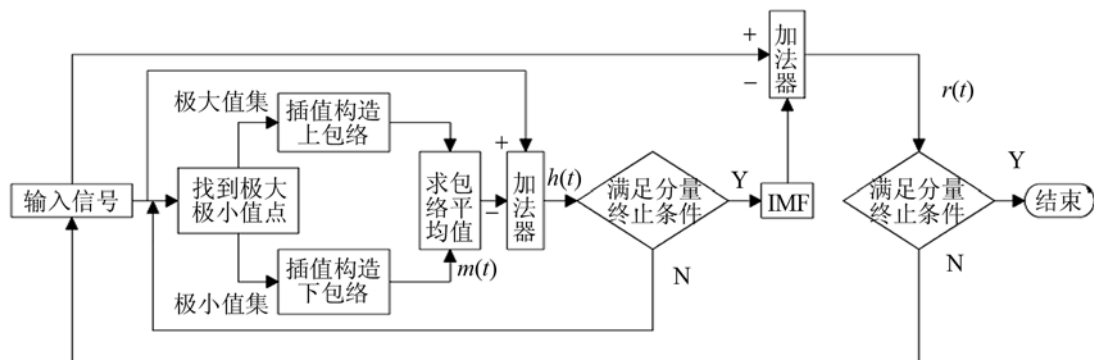 输入信号
极大值集
极小值集
找到极大
极小值点
插值构造
上包络
插值构造
下包络
求包
络平
均值
m(t)
+
−
加
法
器
h(t)
满足分量
终止条件
Y
N
IMF
+
−
加
法
器
r(t)
满足分量
终止条件
Y
N
结束